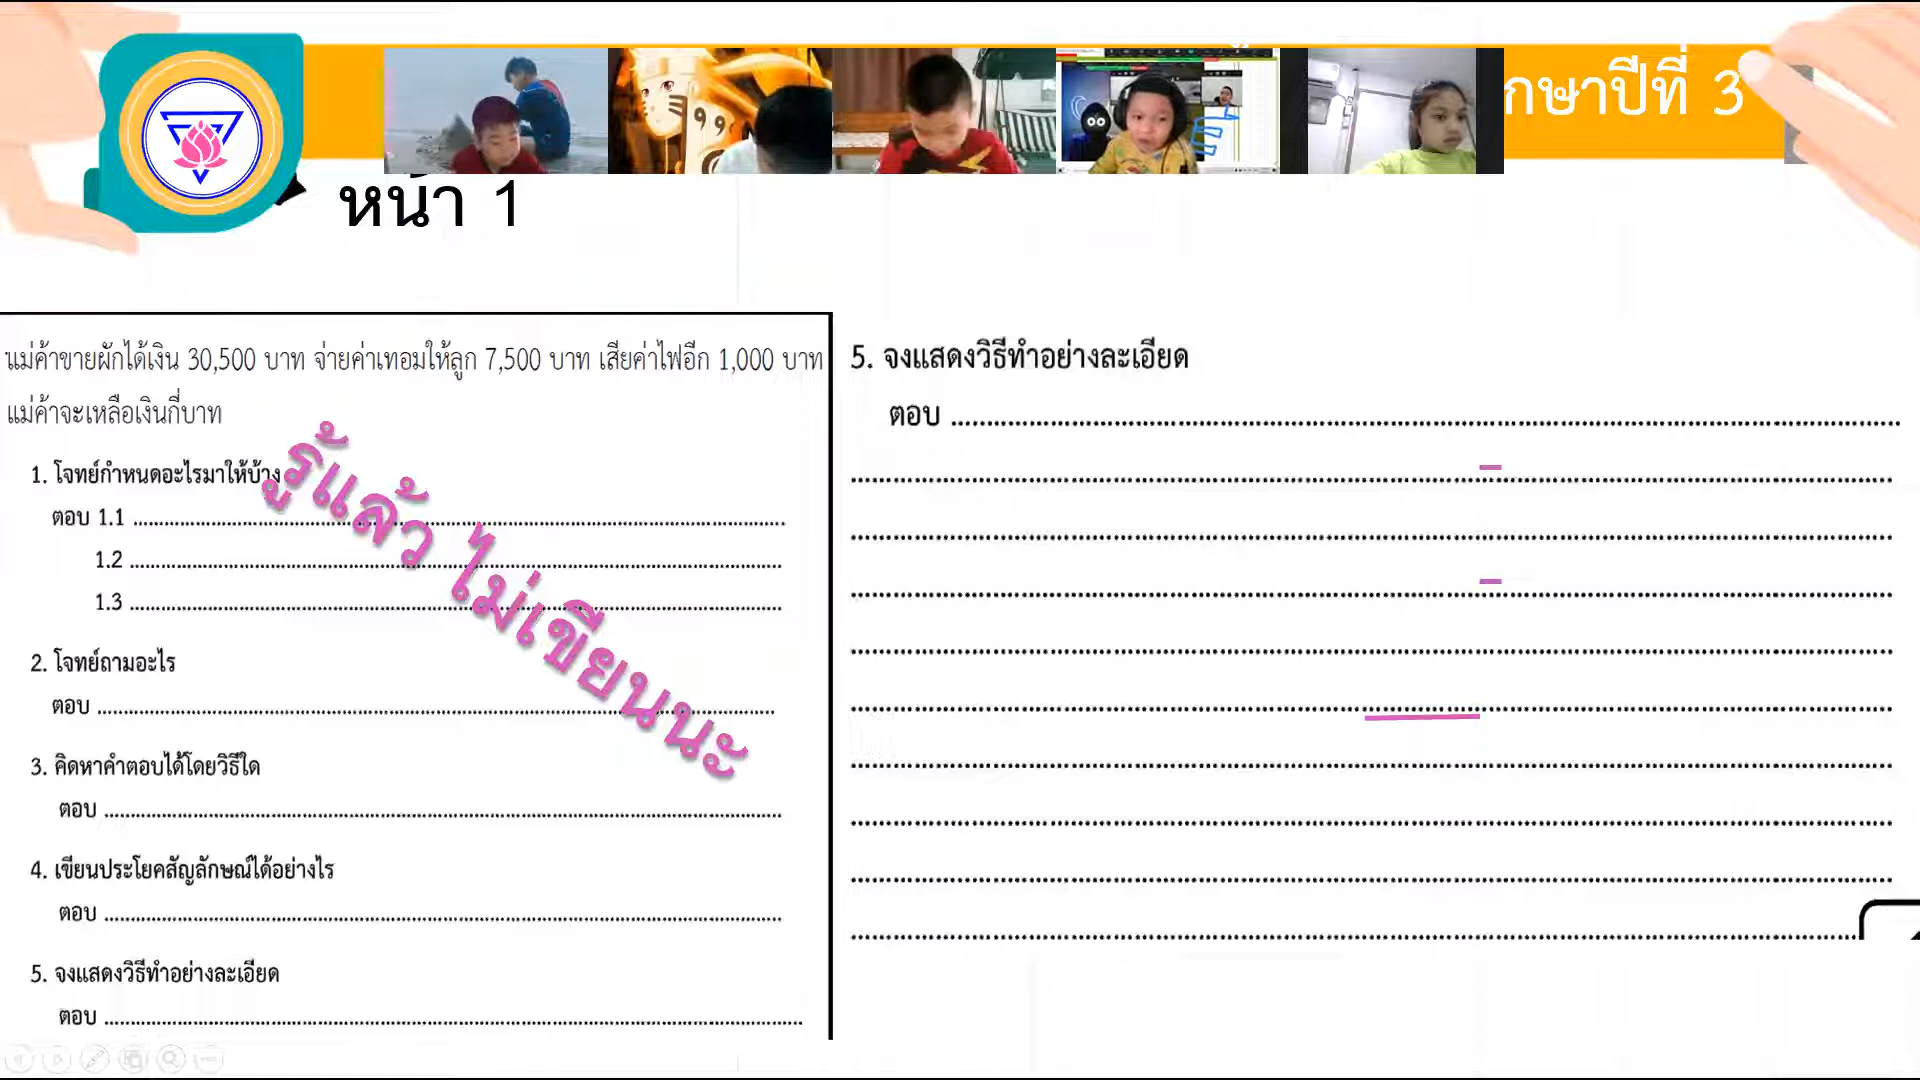 กษาปีที่ 3
หน้า 1
แม่ค้าขายผักได้เงิน 30,500 บาท จ่ายค่าเทอมให้ลูก 7,500 บาท เสียค่าไฟอีก 1,000 บาท
แม่ค้าจะเหลือเงินกี่บาท
1. โจทย์กำหนดอะไรมาให้บ้าง
ตอบ 1.1
1.2
1.3
2. โจทย์ถามอะไร
ตอบ
3. คิดหาคำตอบได้โดยวิธีใด
ตอบ
4. เขียนประโยคสัญลักษณ์ได้อย่างไร
ตอบ
5. จงแสดงวิธีทำอย่างละเอียด
ตอบ
รู้แล้ว ไม่เขียนนะ
5. จงแสดงวิธีทำอย่างละเอียด
ตอบ